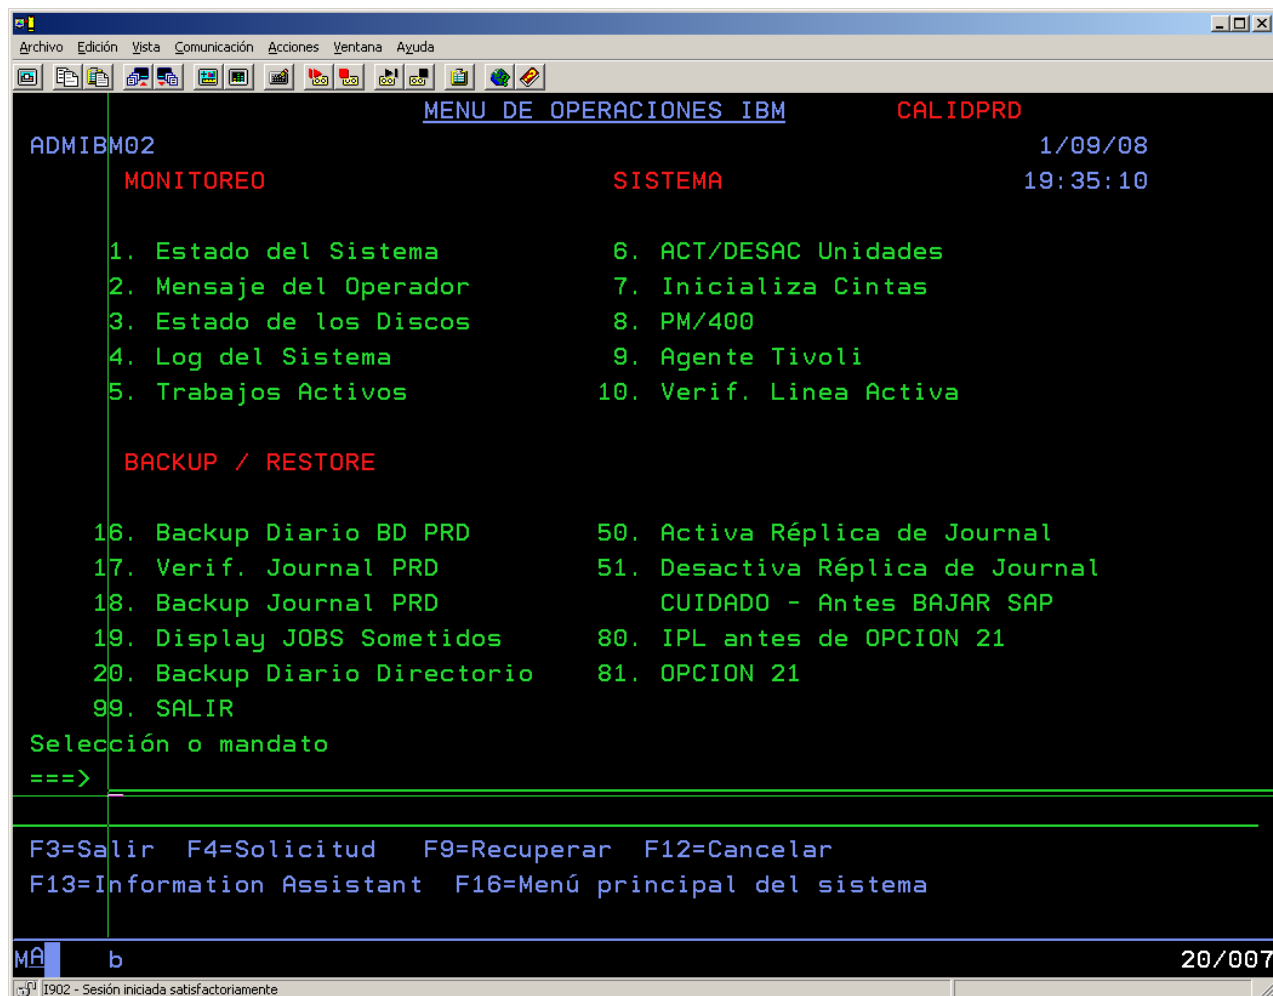 Archivo Edición Vista Comunicación Acciones Ventana Ayuda
MENU DE OPERACIONES IBM CALIDPRD
ADMIBM02 1/09/08
MONITOREO SISTEMA 19:35:10
1. Estado del Sistema 6. ACT/DESAC Unidades
2. Mensaje del Operador 7. Inicializa Cintas
3. Estado de los Discos 8. PM/400
4. Log del Sistema 9. Agente Tivoli
5. Trabajos Activos 10. Verif. Linea Activa
BACKUP / RESTORE
16. Backup Diario BD PRD 50. Activa Réplica de Journal
17. Verif. Journal PRD 51. Desactiva Réplica de Journal
18. Backup Journal PRD CUIDADO - Antes BAJAR SAP
19. Display JOBS Sometidos 80. IPL antes de OPCION 21
20. Backup Diario Directorio 81. OPCION 21
99. SALIR
Selección o mandato
===>
F3=Salir F4=Solicitud F9=Recuperar F12=Cancelar
F13=Information Assistant F16=Menú principal del sistema
MA b 20/007
I902 - Sesión iniciada satisfactoriamente